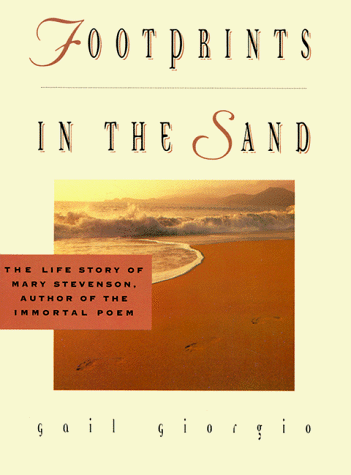 Footprints
in the Sand
THE LIFE STORY OF
MARY STEVENSON,
AUTHOR OF THE
IMMORTAL POEM
gail giorgio